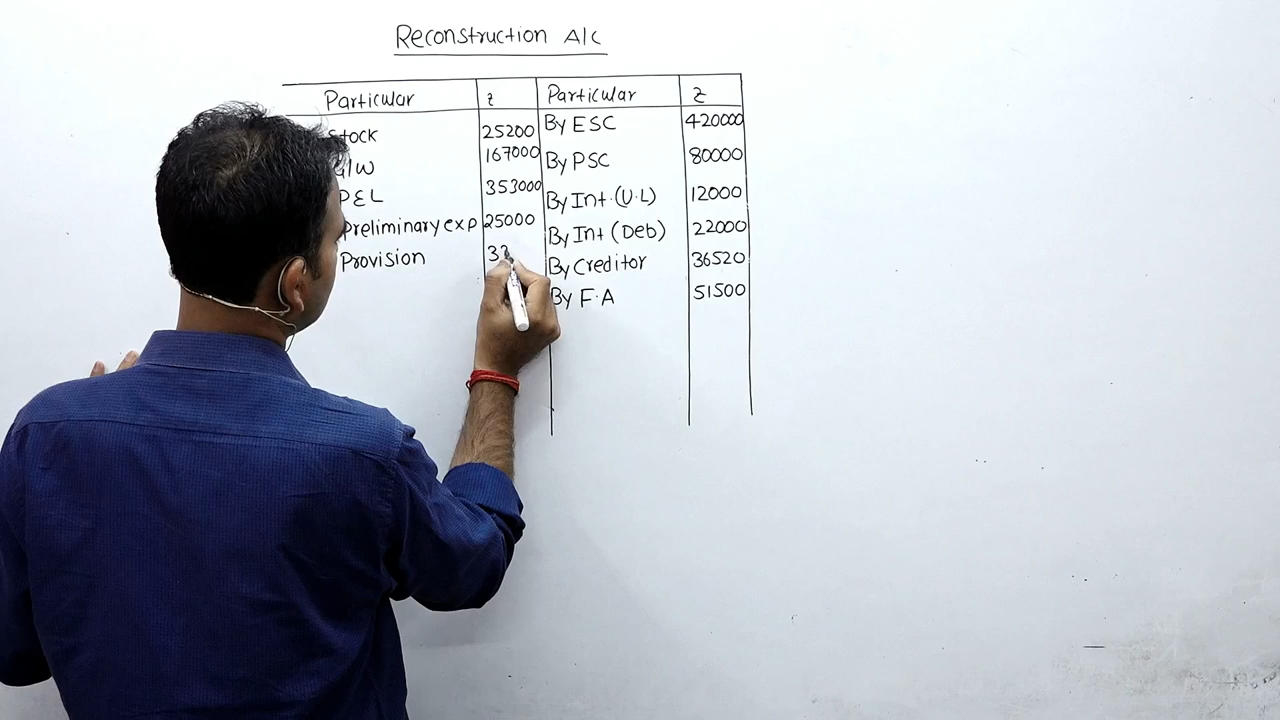 Reconstruction A/c
Particular ₹ Particular ₹
Stock 25200 By ESC 420000
G/W 167000 By PSC 80000
P&L 353000 By Int.(U.L) 12000
Preliminary exp 25000 By Int (Deb) 22000
Provision By Creditor 36520
By F.A 51500